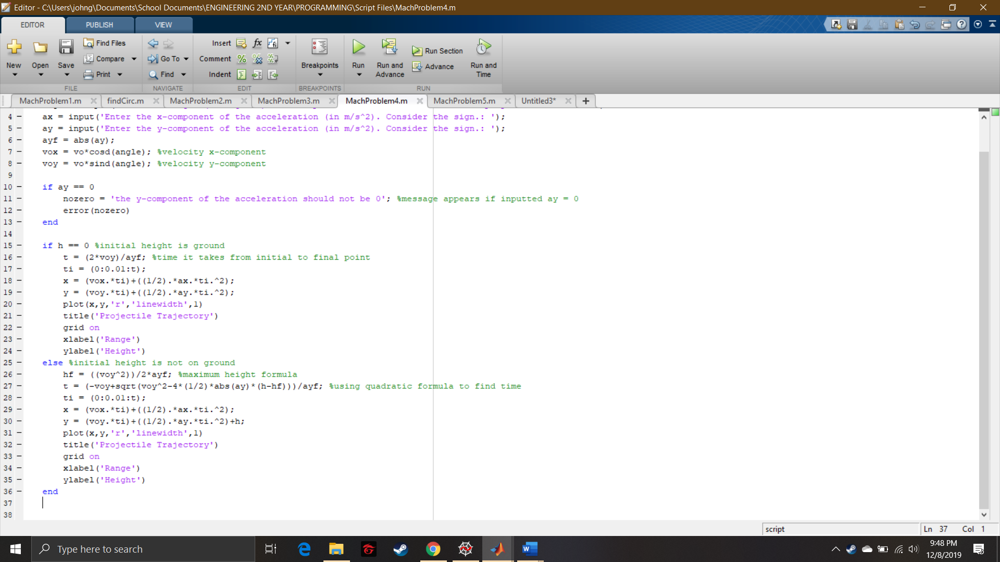 Editor - C:\Users\johng\Documents\School Documents\ENGINEERING 2ND YEAR\PROGRAMMING\Script Files\MachProblem4.m
EDITOR PUBLISH VIEW
New Open Save Find Files Compare Print
Go To Find
Insert fx fi
Comment % % %
Indent
Breakpoints
Run Run and Advance Run Section Advance Run and Time
FILE NAVIGATE EDIT BREAKPOINTS RUN
MachProblem1.m findCirc.m MachProblem2.m MachProblem3.m MachProblem4.m MachProblem5.m Untitled3* +
4 - ax = input('Enter the x-component of the acceleration (in m/s^2). Consider the sign.: ');
5 - ay = input('Enter the y-component of the acceleration (in m/s^2). Consider the sign.: ');
6 - ayf = abs(ay);
7 - vox = vo*cosd(angle); %velocity x-component
8 - voy = vo*sind(angle); %velocity y-component
9
10 - if ay == 0
11 - nozero = 'the y-component of the acceleration should not be 0'; %message appears if inputted ay = 0
12 - error(nozero)
13 - end
14
15 - if h == 0 %initial height is ground
16 - t = (2*voy)/ayf; %time it takes from initial to final point
17 - ti = (0:0.01:t);
18 - x = (vox.*ti)+((1/2).*ax.*ti.^2);
19 - y = (voy.*ti)+((1/2).*ay.*ti.^2);
20 - plot(x,y,'r','linewidth',1)
21 - title('Projectile Trajectory')
22 - grid on
23 - xlabel('Range')
24 - ylabel('Height')
25 - else %initial height is not on ground
26 - hf = ((voy^2))/2*ayf; %maximum height formula
27 - t = (-voy+sqrt(voy^2-4*(1/2)*abs(ay)*(h-hf)))/ayf; %using quadratic formula to find time
28 - ti = (0:0.01:t);
29 - x = (vox.*ti)+((1/2).*ax.*ti.^2);
30 - y = (voy.*ti)+((1/2).*ay.*ti.^2)+h;
31 - plot(x,y,'r','linewidth',1)
32 - title('Projectile Trajectory')
33 - grid on
34 - xlabel('Range')
35 - ylabel('Height')
36 - end
37
38
script Ln 37 Col 1
Type here to search
9:48 PM
12/8/2019